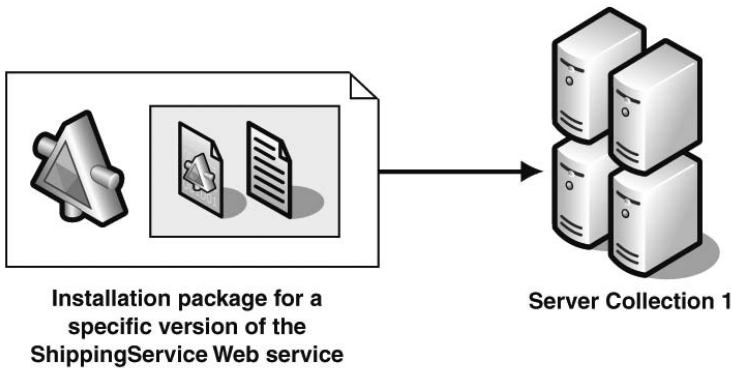 Installation package for a
specific version of the
ShippingService Web service
Server Collection 1